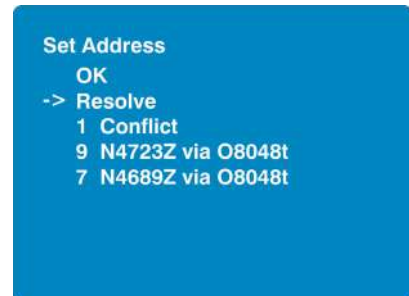 Set Address
OK
-> Resolve
1 Conflict
9 N4723Z via O8048t
7 N4689Z via O8048t